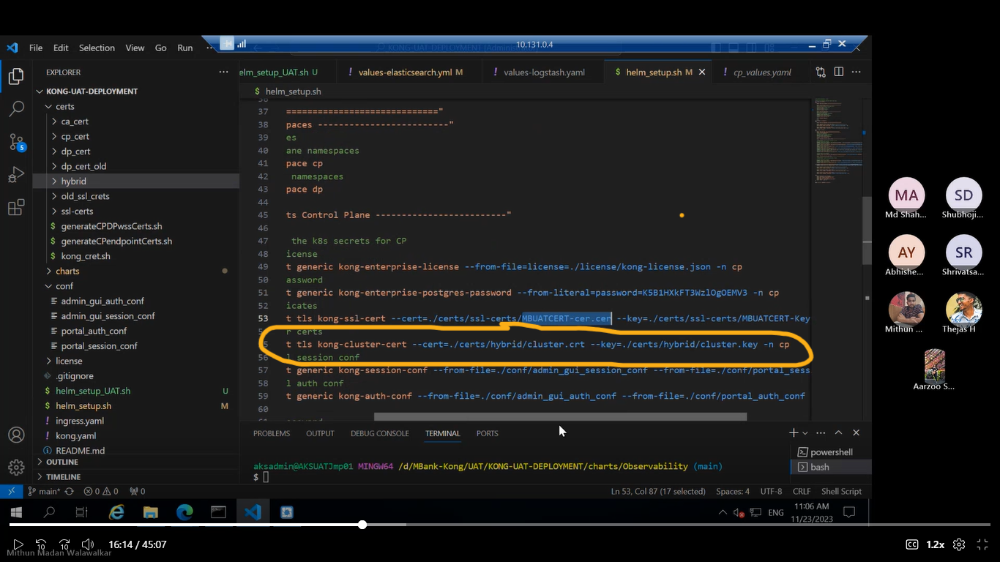 10.131.0.4
File Edit Selection View Go Run ···
EXPLORER
elm_setup_UAT.sh U
values-elasticsearch.yml M
values-logstash.yaml
helm_setup.sh M
cp_values.yaml
KONG-UAT-DEPLOYMENT
certs
ca_cert
cp_cert
dp_cert
dp_cert_old
hybrid
old_ssl_crets
ssl-certs
generateCPDPwssCerts.sh
generateCPendpointCerts.sh
kong_cret.sh
charts
conf
admin_gui_auth_conf
admin_gui_session_conf
portal_auth_conf
portal_session_conf
license
.gitignore
helm_setup_UAT.sh U
helm_setup.sh M
ingress.yaml
kong.yaml
README.md
OUTLINE
TIMELINE
helm_setup.sh
37 ============================="
38 paces -------------------------"
39 es
40 ane namespaces
41 pace cp
42 namespaces
43 pace dp
44
45 ts Control Plane -------------------------"
46
47 the k8s secrets for CP
48 icense
49 t generic kong-enterprise-license --from-file=license=./license/kong-license.json -n cp
50 assword
51 t generic kong-enterprise-postgres-password --from-literal=password=K5B1HXkFT3WzlOgOEMV3 -n cp
52 icates
53 t tls kong-ssl-cert --cert=./certs/ssl-certs/MBUATCERT-cer.cer --key=./certs/ssl-certs/MBUATCERT-Key
r certs
t tls kong-cluster-cert --cert=./certs/hybrid/cluster.crt --key=./certs/hybrid/cluster.key -n cp
56 l session conf
57 t generic kong-session-conf --from-file=./conf/admin_gui_session_conf --from-file=./conf/portal_sess
58 l auth conf
59 t generic kong-auth-conf --from-file=./conf/admin_gui_auth_conf --from-file=./conf/portal_auth_conf
60
PROBLEMS OUTPUT DEBUG CONSOLE TERMINAL PORTS
aksadmin@AKSUATJmp01 MINGW64 /d/MBank-Kong/UAT/KONG-UAT-DEPLOYMENT/charts/Observability (main)
$
powershell
bash
main* 0 0 0
Ln 53, Col 87 (17 selected) Spaces: 4 UTF-8 CRLF Shell Script
5
ENG
11:06 AM
11/23/2023
MA SD
Md Shah... Shubhoji...
AY SR
Abhishe... Shrivatsa...
Mithun ... Thejas H
Aarzoo S...
10 10 16:14 / 45:07
1.2x
Mithun Madan Walawalkar